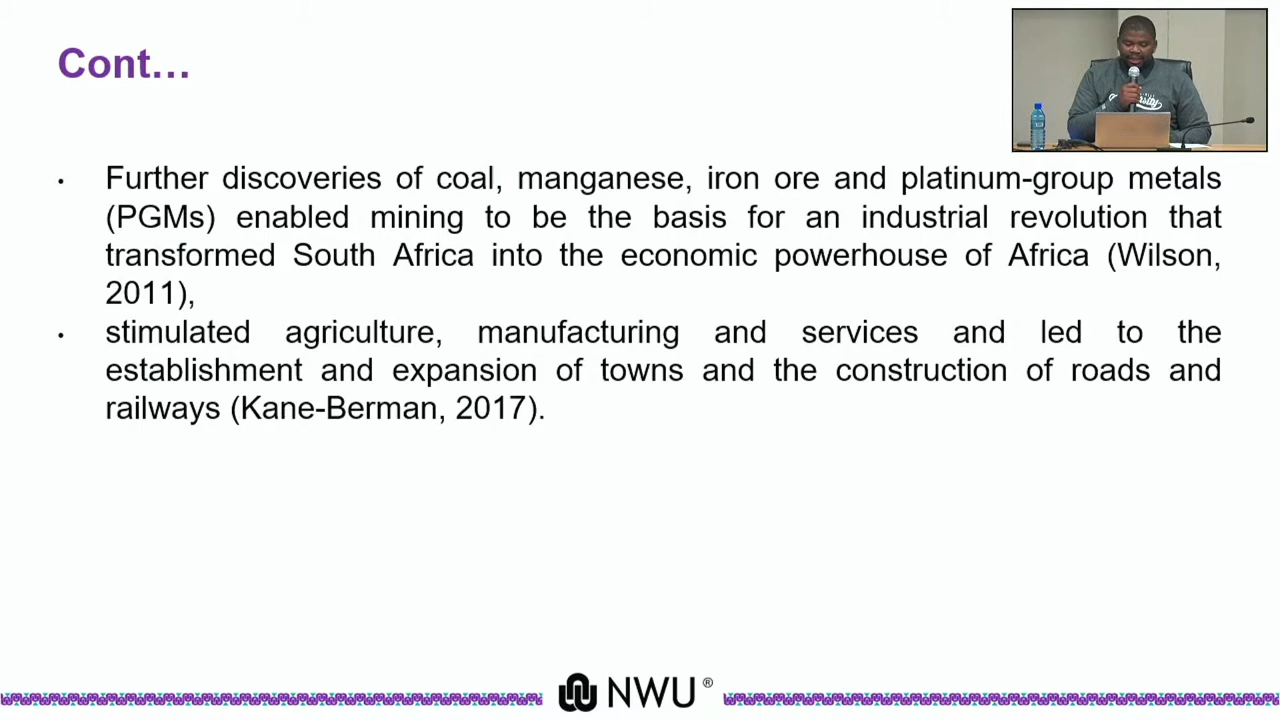 Cont…
• Further discoveries of coal, manganese, iron ore and platinum-group metals
(PGMs) enabled mining to be the basis for an industrial revolution that
transformed South Africa into the economic powerhouse of Africa (Wilson,
2011),
• stimulated agriculture, manufacturing and services and led to the
establishment and expansion of towns and the construction of roads and
railways (Kane-Berman, 2017).
NWU®